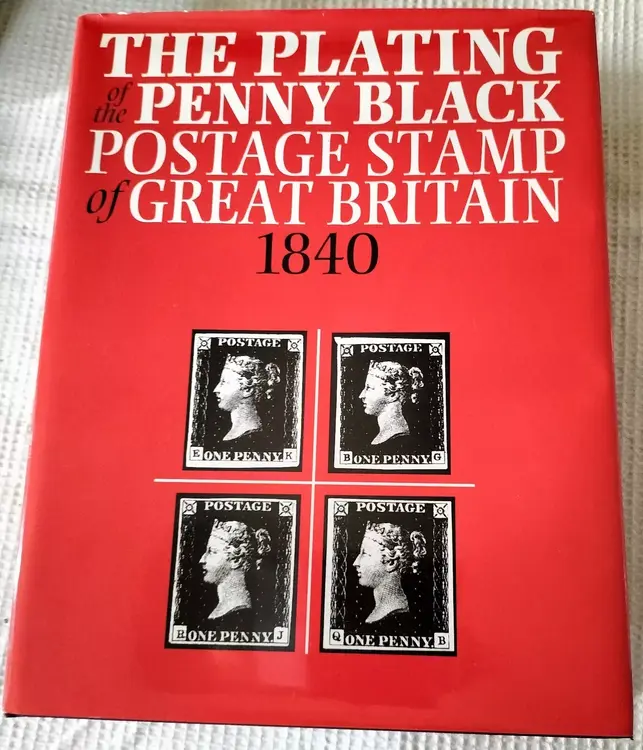 THE PLATING
of the PENNY BLACK
POSTAGE STAMP
of GREAT BRITAIN
1840
POSTAGE
E ONE PENNY. K
POSTAGE
B ONE PENNY. G
POSTAGE
ONE PENNY. J
POSTAGE
Q ONE PENNY. B